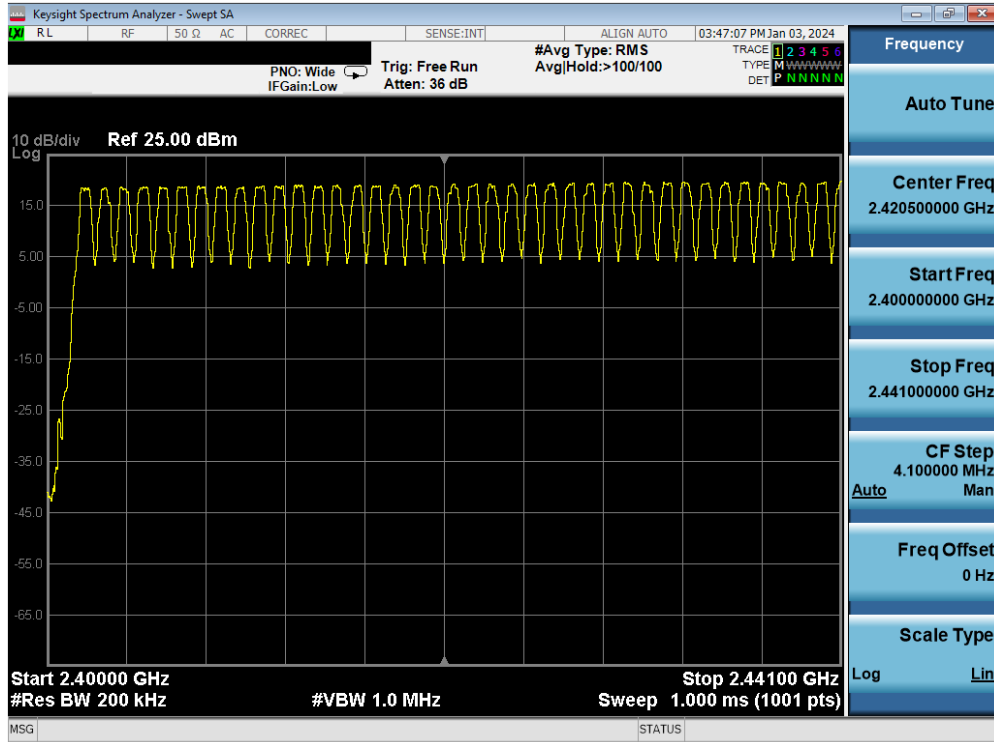 Keysight Spectrum Analyzer - Swept SA
LXI RL RF 50 Ω AC CORREC SENSE:INT ALIGN AUTO 03:47:07 PM Jan 03, 2024
PNO: Wide
IFGain:Low
Trig: Free Run
Atten: 36 dB
#Avg Type: RMS
Avg|Hold:>100/100
TRACE 1 2 3 4 5 6
TYPE M WWWWW
DET P N N N N N
10 dB/div Ref 25.00 dBm
Log
15.0
5.00
-5.00
-15.0
-25.0
-35.0
-45.0
-55.0
-65.0
Start 2.40000 GHz Stop 2.44100 GHz
#Res BW 200 kHz #VBW 1.0 MHz Sweep 1.000 ms (1001 pts)
MSG STATUS
Frequency
Auto Tune
Center Freq
2.420500000 GHz
Start Freq
2.400000000 GHz
Stop Freq
2.441000000 GHz
CF Step
4.100000 MHz
Auto Man
Freq Offset
0 Hz
Scale Type
Log Lin